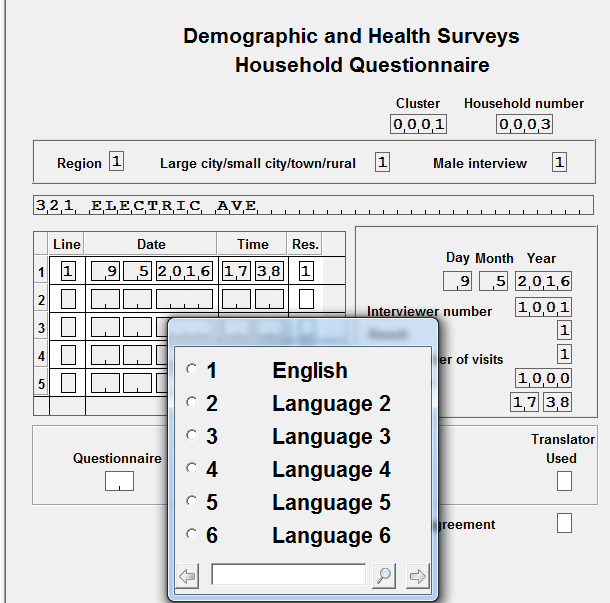 Demographic and Health Surveys
Household Questionnaire
Cluster Household number
0001 0003
Region 1 Large city/small city/town/rural 1 Male interview 1
321 ELECTRIC AVE
Line Date Time Res.
1 1 9 5 2016 17 38 1
2
3
4
5
Day Month Year
9 5 2016
Interviewer number 1001
1
er of visits 1
1000
17 38
Questionnaire
Translator
Used
greement
1 English
2 Language 2
3 Language 3
4 Language 4
5 Language 5
6 Language 6